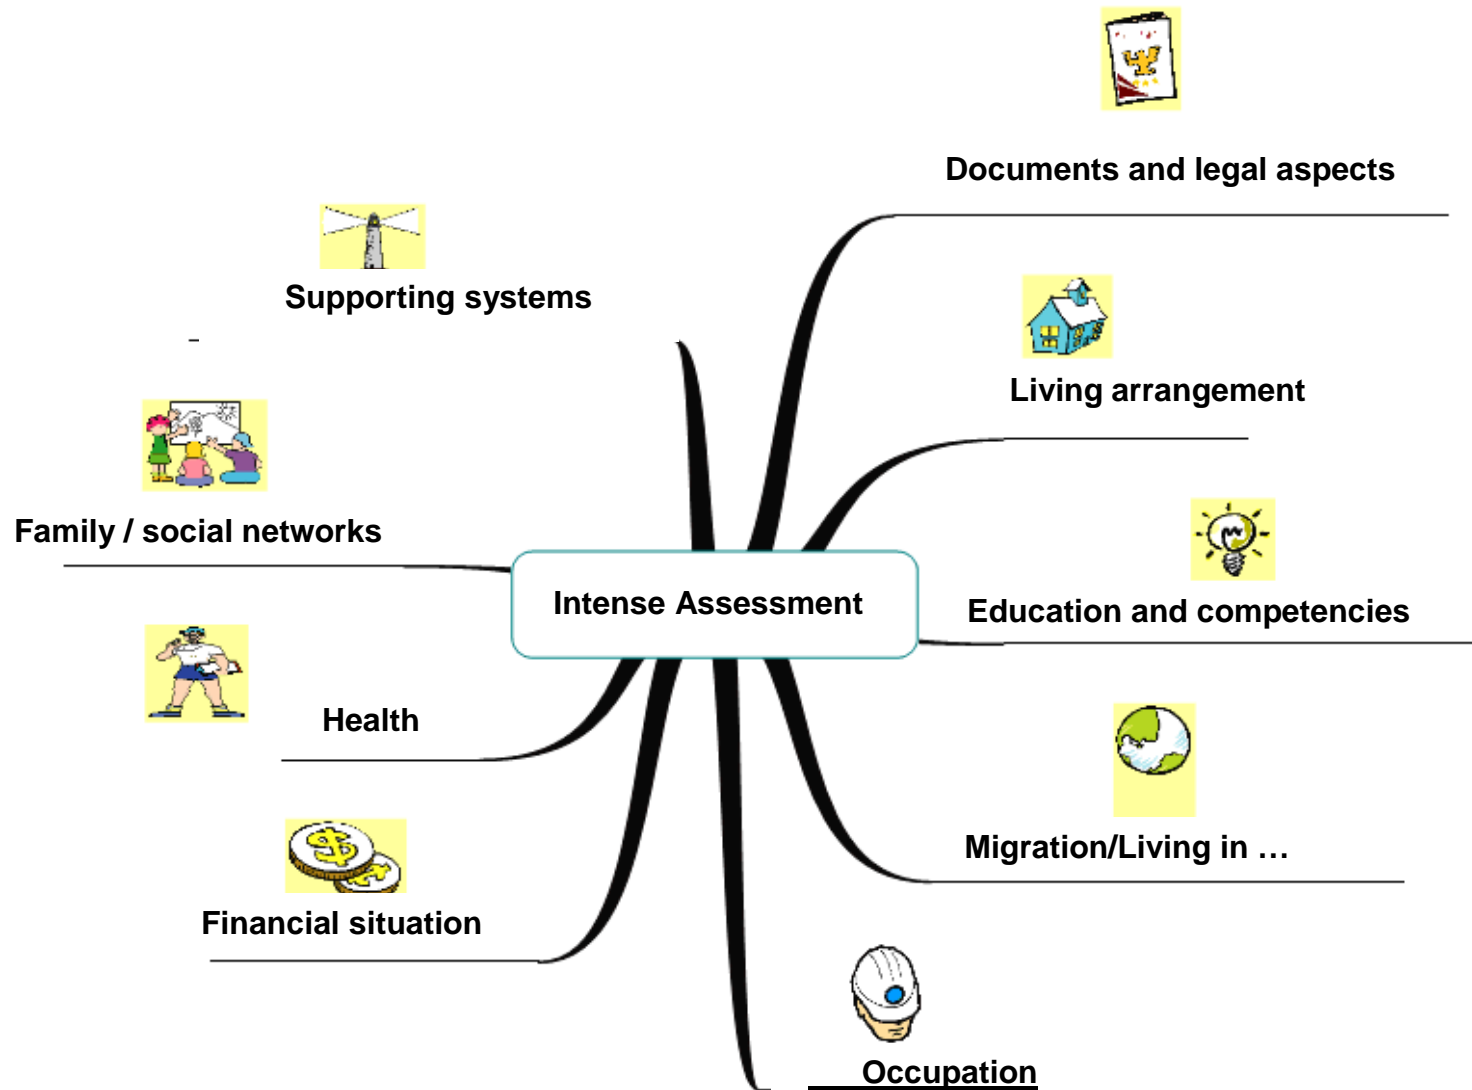 Documents and legal aspects
Supporting systems
Living arrangement
Family / social networks
Intense Assessment
Education and competencies
Health
Migration/Living in …
Financial situation
Occupation